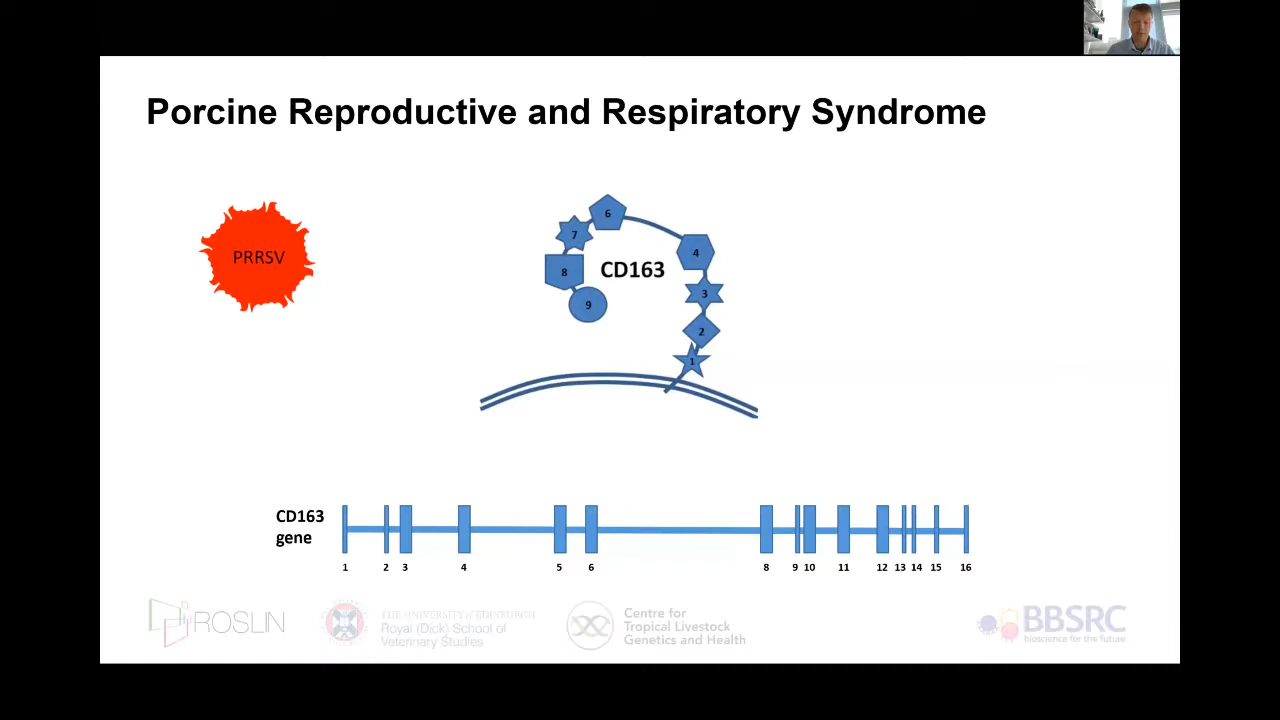 Porcine Reproductive and Respiratory Syndrome
PRRSV
6
7
4
8
CD163
3
9
2
1
CD163
gene
1 2 3 4 5 6 8 9 10 11 12 13 14 15 16
ROSLIN
THE UNIVERSITY of EDINBURGH
Royal (Dick) School of
Veterinary Studies
Centre for
Tropical Livestock
Genetics and Health
BBSRC
bioscience for the future